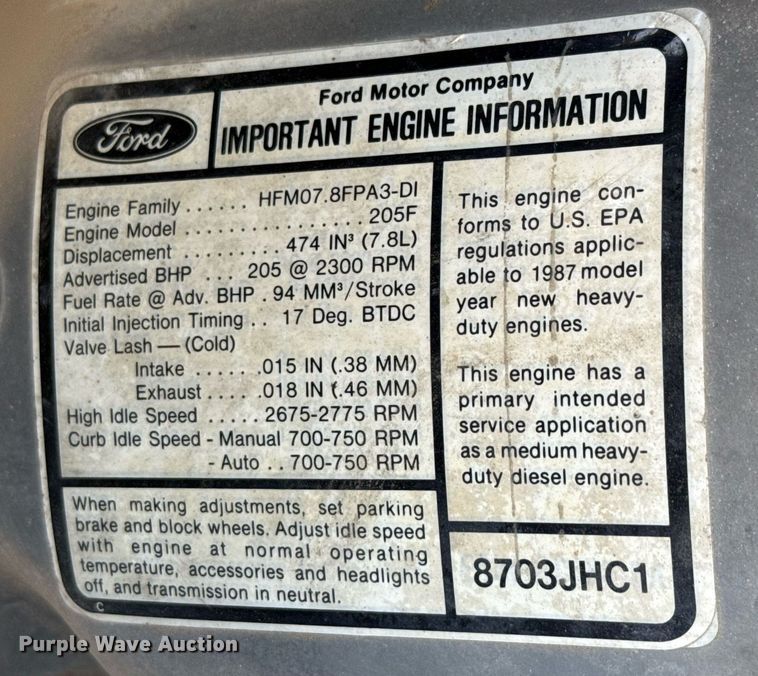 Ford Motor Company
Ford
IMPORTANT ENGINE INFORMATION
Engine Family ...... HFM07.8FPA3-DI
Engine Model ................ 205F
Displacement ......... 474 IN³ (7.8L)
Advertised BHP ... 205 @ 2300 RPM
Fuel Rate @ Adv. BHP . 94 MM³/Stroke
Initial Injection Timing .. 17 Deg. BTDC
Valve Lash — (Cold)
Intake ..... .015 IN (.38 MM)
Exhaust ..... .018 IN (.46 MM)
High Idle Speed ..... 2675-2775 RPM
Curb Idle Speed - Manual 700-750 RPM
- Auto .. 700-750 RPM
When making adjustments, set parking
brake and block wheels. Adjust idle speed
with engine at normal operating
temperature, accessories and headlights
off, and transmission in neutral.
C
This engine con-
forms to U.S. EPA
regulations applic-
able to 1987 model
year new heavy-
duty engines.
This engine has a
primary intended
service application
as a medium heavy-
duty diesel engine.
8703JHC1
Purple Wave Auction